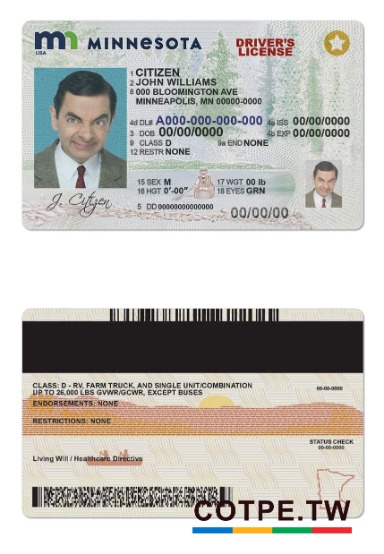 mn MINNESOTA DRIVER'S
USA LICENSE
1 CITIZEN
2 JOHN WILLIAMS
8 000 BLOOMINGTON AVE
MINNEAPOLIS, MN 00000-0000
4d DL# A000-000-000-000 4a ISS 00/00/0000
3 DOB 00/00/0000 4b EXP 00/00/0000
9 CLASS D 9a END NONE
12 RESTR NONE
15 SEX M 17 WGT 00 lb
16 HGT 0'-00" 18 EYES GRN
J. Citizen
5 DD 00000000000000 00/00/00
CLASS: D - RV, FARM TRUCK, AND SINGLE UNIT/COMBINATION 00-00-0000
UP TO 26,000 LBS GVWR/GCWR, EXCEPT BUSES
ENDORSEMENTS: NONE
RESTRICTIONS: NONE
STATUS CHECK
00-00-0000
Living Will / Healthcare Directive
COTPE.TW